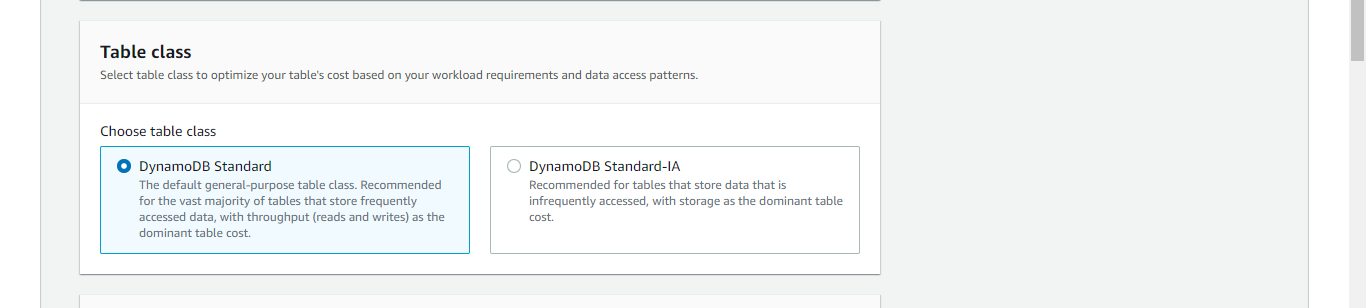 Table class
Select table class to optimize your table's cost based on your workload requirements and data access patterns.
Choose table class
DynamoDB Standard
The default general-purpose table class. Recommended
for the vast majority of tables that store frequently
accessed data, with throughput (reads and writes) as the
dominant table cost.
DynamoDB Standard-IA
Recommended for tables that store data that is
infrequently accessed, with storage as the dominant table
cost.